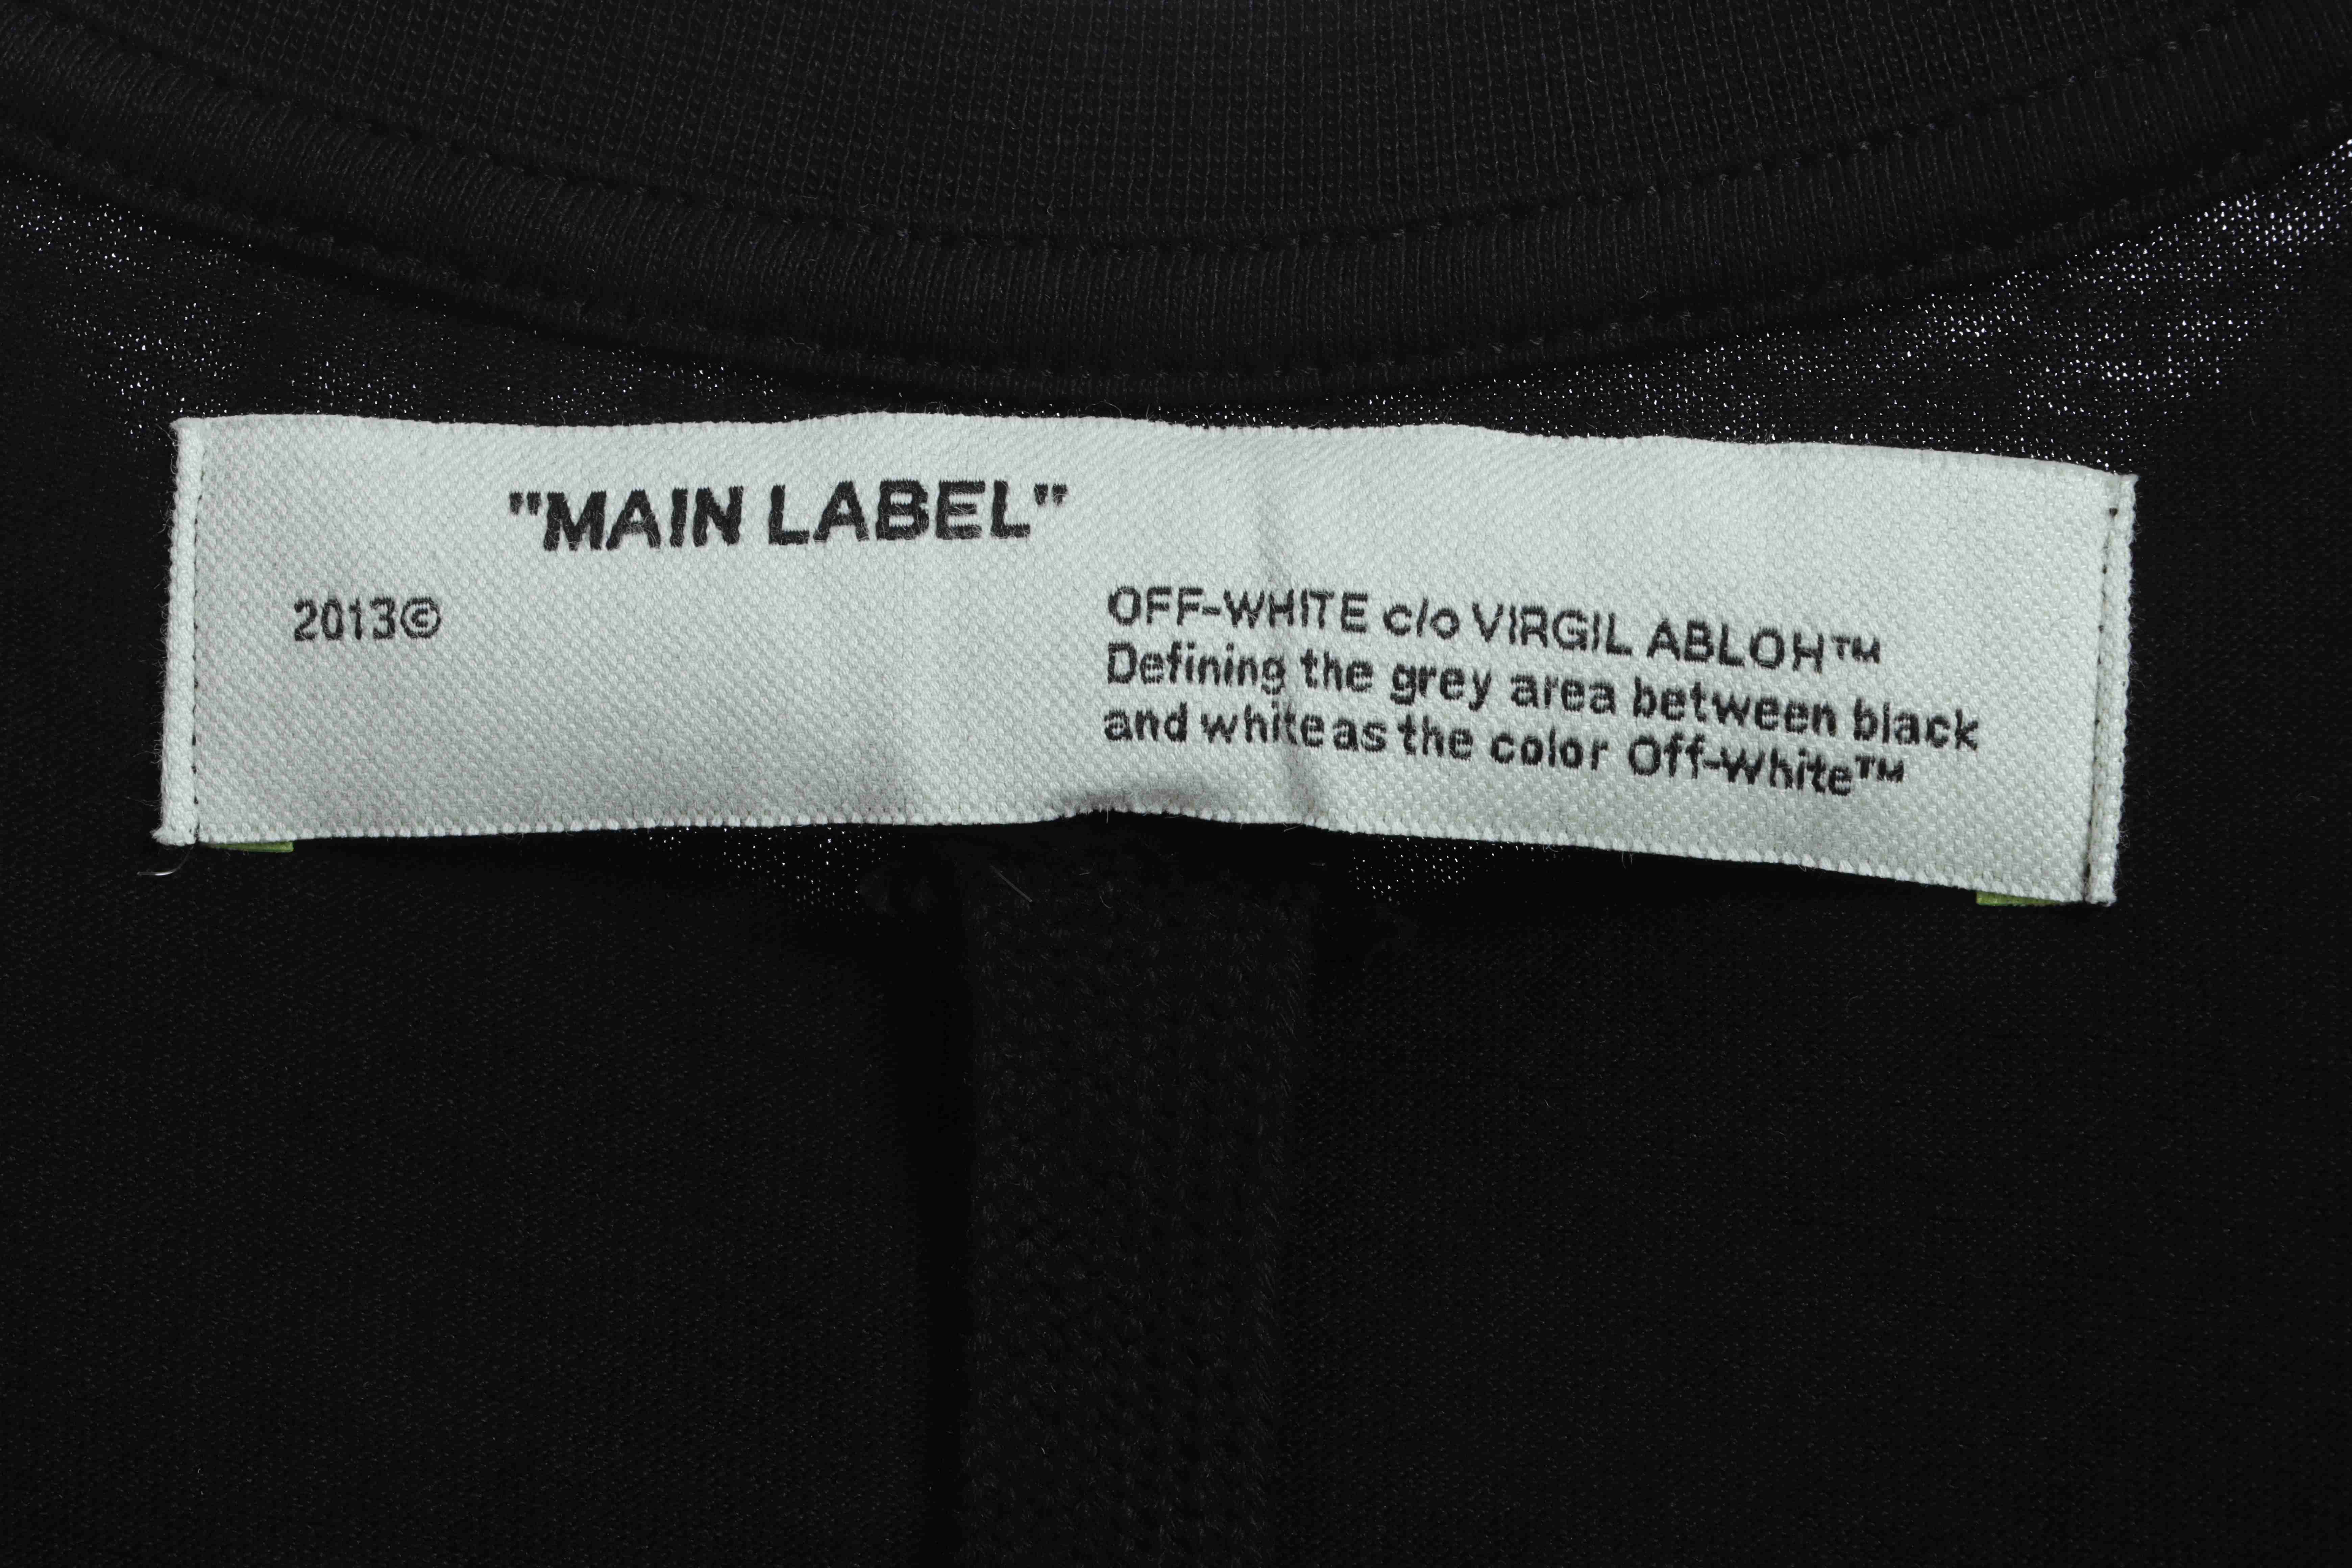 "MAIN LABEL"
2013©
OFF-WHITE c/o VIRGIL ABLOH™
Defining the grey area between black
and white as the color Off-White™